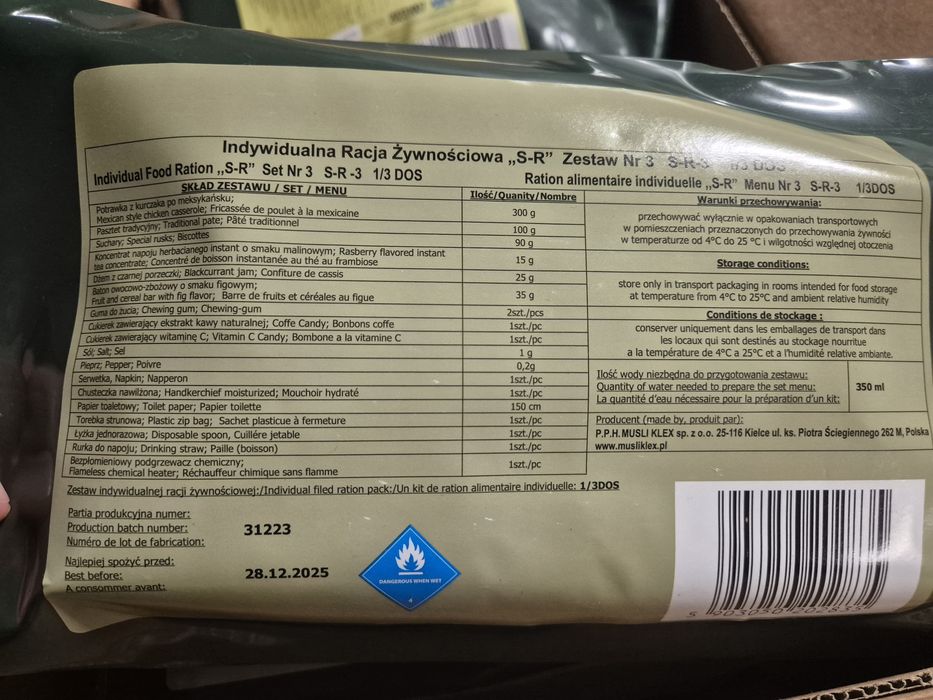 Indywidualna Racja Żywnościowa „S-R” Zestaw Nr 3 S-R-3 1/3 DOS
Individual Food Ration „S-R” Set Nr 3 S-R -3 1/3 DOS
Ration alimentaire individuelle „S-R” Menu Nr 3 S-R-3 1/3DOS
SKŁAD ZESTAWU / SET / MENU
Ilość/Quanity/Nombre
Potrawka z kurczaka po meksykańsku;
Mexican style chicken casserole; Fricassée de poulet à la mexicaine
300 g
Pasztet tradycyjny; Traditional pate; Pâté traditionnel
100 g
Suchary; Special rusks; Biscottes
90 g
Koncentrat napoju herbacianego instant o smaku malinowym; Rasberry flavored instant
tea concentrate; Concentré de boisson instantanée au thé au frambiose
15 g
Dżem z czarnej porzeczki; Blackcurrant jam; Confiture de cassis
25 g
Baton owocowo-zbożowy o smaku figowym;
Fruit and cereal bar with fig flavor; Barre de fruits et céréales au figue
35 g
Guma do żucia; Chewing gum; Chewing-gum
2szt./pcs
Cukierek zawierający ekstrakt kawy naturalnej; Coffe Candy; Bonbons coffe
1szt./pc
Cukierek zawierający witaminę C; Vitamin C Candy; Bombone a la vitamine C
1szt./pc
Sól; Salt; Sel
1 g
Pieprz; Pepper; Poivre
0,2g
Serwetka, Napkin; Napperon
1szt./pc
Chusteczka nawilżona; Handkerchief moisturized; Mouchoir hydraté
1szt./pc
Papier toaletowy; Toilet paper; Papier toilette
150 cm
Torebka strunowa; Plastic zip bag; Sachet plasticue à fermeture
1szt./pc
Łyżka jednorazowa; Disposable spoon, Cuillére jetable
1szt./pc
Rurka do napoju; Drinking straw; Paille (boisson)
1szt./pc
Bezpłomieniowy podgrzewacz chemiczny;
Flameless chemical heater; Réchauffeur chimique sans flamme
1szt./pc
Warunki przechowywania:
przechowywać wyłącznie w opakowaniach transportowych
w pomieszczeniach przeznaczonych do przechowywania żywności
w temperaturze od 4°C do 25 °C i wilgotności względnej otoczenia
Storage conditions:
store only in transport packaging in rooms intended for food storage
at temperature from 4°C to 25°C and ambient relative humidity
Conditions de stockage :
conserver uniquement dans les emballages de transport dans
les locaux qui sont destinés au stockage nourritue
a la température de 4°C a 25°C et a l'humidité relative ambiante.
Ilość wody niezbędna do przygotowania zestawu:
Quantity of water needed to prepare the set menu:
La quantité d'eau nécessaire pour la préparation d'un kit:
350 ml
Producent (made by, produit par):
P.P.H. MUSLI KLEX sp. z o.o. 25-116 Kielce ul. ks. Piotra Ściegiennego 262 M, Polska
www.musliklex.pl
Zestaw indywidualnej racji żywnościowej:/Individual filed ration pack:/Un kit de ration alimentaire individuelle: 1/3DOS
Partia produkcyjna numer:
Production batch number:
Numéro de lot de fabrication:
31223
Najlepiej spożyć przed:
Best before:
A consommer avant:
28.12.2025
DANGEROUS WHEN WET
4